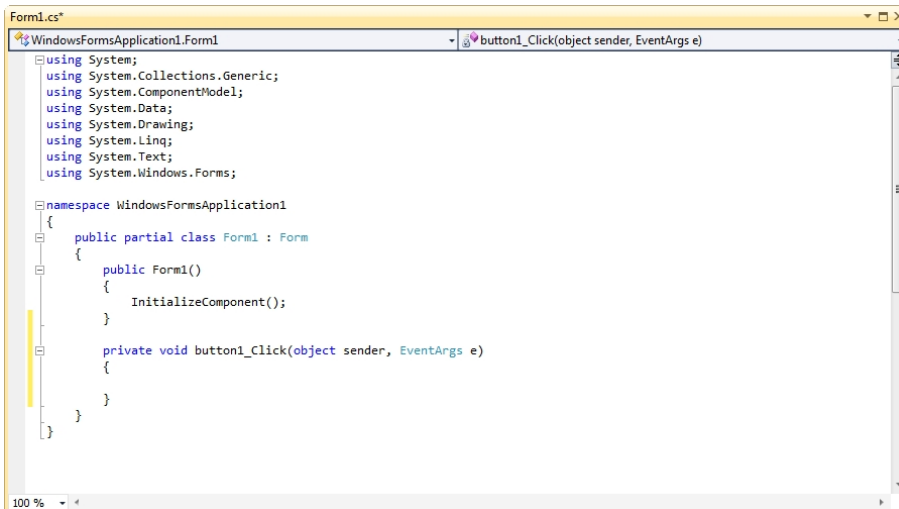 Form1.cs*
WindowsFormsApplication1.Form1
button1_Click(object sender, EventArgs e)
using System;
using System.Collections.Generic;
using System.ComponentModel;
using System.Data;
using System.Drawing;
using System.Linq;
using System.Text;
using System.Windows.Forms;
namespace WindowsFormsApplication1
{
    public partial class Form1 : Form
    {
        public Form1()
        {
            InitializeComponent();
        }
        private void button1_Click(object sender, EventArgs e)
        {
        }
    }
}
100 %